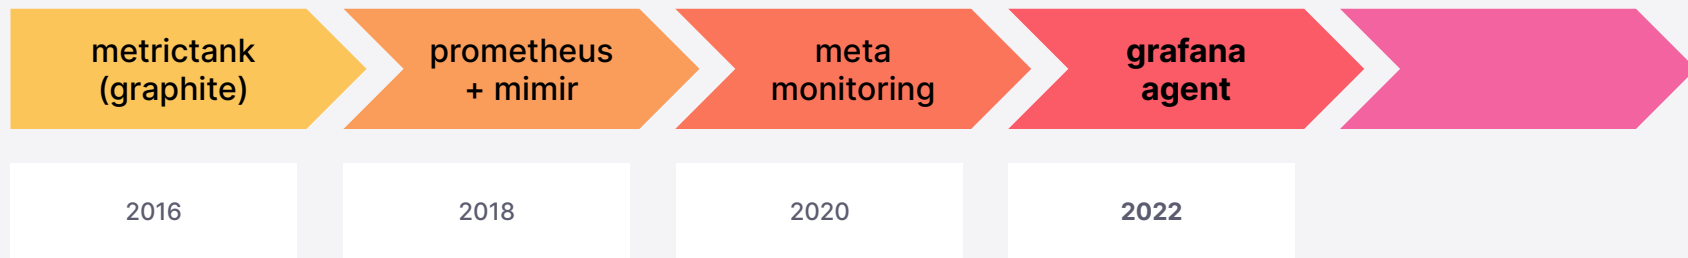 metrictank
(graphite)
prometheus
+ mimir
meta
monitoring
grafana
agent
2016
2018
2020
2022